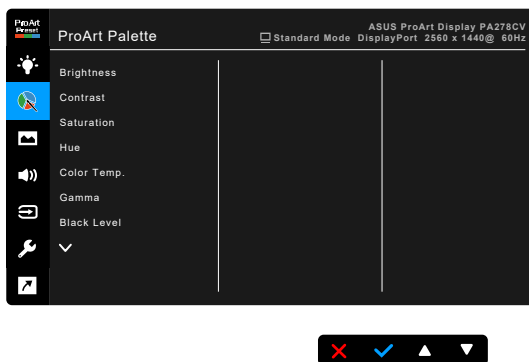 ProArt
Preset
ProArt Palette
ASUS ProArt Display PA278CV
Standard Mode DisplayPort 2560 x 1440@ 60Hz
Brightness
Contrast
Saturation
Hue
Color Temp.
Gamma
Black Level